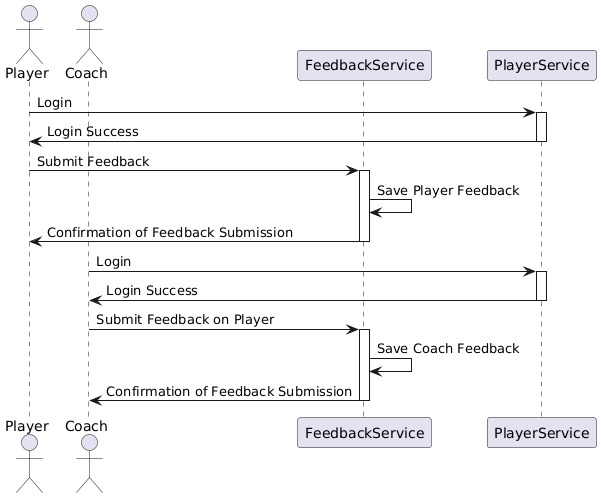 Player Coach FeedbackService PlayerService
Login
Login Success
Submit Feedback
Save Player Feedback
Confirmation of Feedback Submission
Login
Login Success
Submit Feedback on Player
Save Coach Feedback
Confirmation of Feedback Submission
Player Coach FeedbackService PlayerService